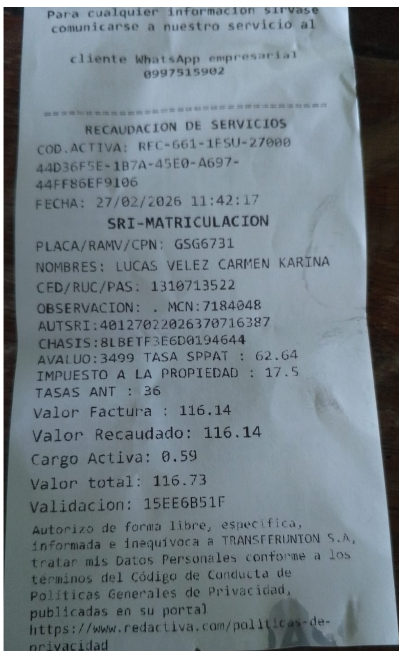 Para cualquier información sirvase
comunicarse a nuestro servicio al
cliente WhatsApp empresarial
0997515902
================================
RECAUDACION DE SERVICIOS
COD.ACTIVA: REC-661-1FSU-27000
44D36F5E-1B7A-45E0-A697-
44FF86EF9106
FECHA: 27/02/2026 11:42:17
SRI-MATRICULACION
PLACA/RAMV/CPN: GSG6731
NOMBRES: LUCAS VELEZ CARMEN KARINA
CED/RUC/PAS: 1310713522
OBSERVACION: . MCN:7184048
AUTSRI:40127022026370716387
CHASIS:8LBETF3E6D0194644
AVALUO:3499 TASA SPPAT : 62.64
IMPUESTO A LA PROPIEDAD : 17.5
TASAS ANT : 36
Valor Factura : 116.14
Valor Recaudado: 116.14
Cargo Activa: 0.59
Valor total: 116.73
Validacion: 15EE6B51F
Autorizo de forma libre, especifica,
informada e inequivoca a TRANSFERUNION S.A,
tratar mis Datos Personales conforme a los
términos del Código de Conducta de
Políticas Generales de Privacidad,
publicadas en su portal
https://www.redactiva.com/politicas-de-
privacidad